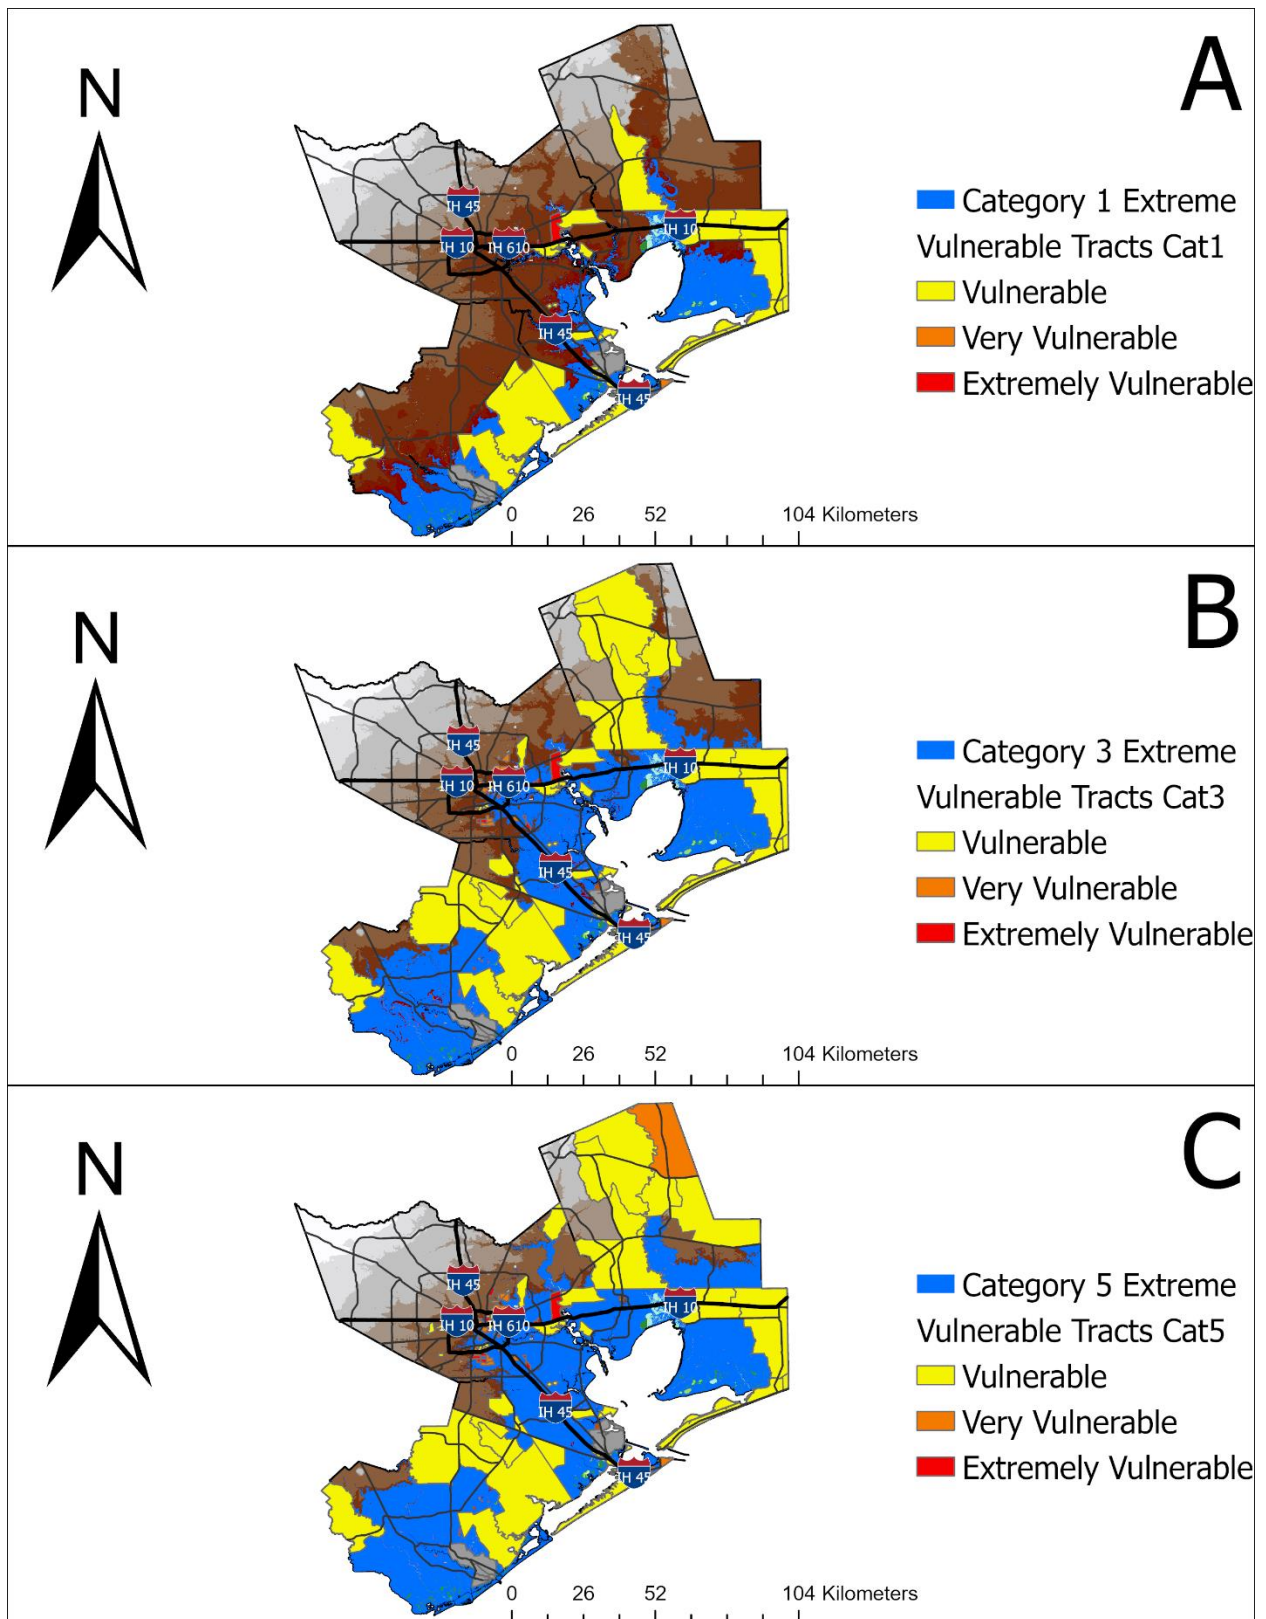 A
N
Category 1 Extreme
Vulnerable Tracts Cat1
Vulnerable
Very Vulnerable
Extremely Vulnerable
IH 45
IH 10
IH 610
IH 10
IH 45
IH 45
0 26 52 104 Kilometers
B
N
Category 3 Extreme
Vulnerable Tracts Cat3
Vulnerable
Very Vulnerable
Extremely Vulnerable
IH 45
IH 10
IH 610
IH 10
IH 45
IH 45
0 26 52 104 Kilometers
C
N
Category 5 Extreme
Vulnerable Tracts Cat5
Vulnerable
Very Vulnerable
Extremely Vulnerable
IH 45
IH 10
IH 610
IH 10
IH 45
IH 45
0 26 52 104 Kilometers